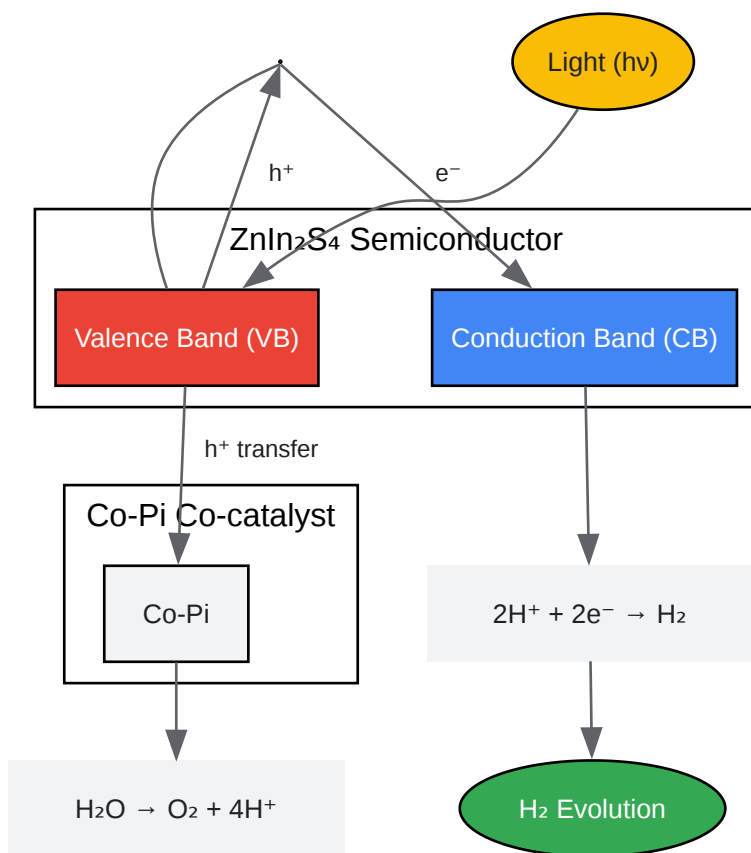 Light (hν)
h⁺
e⁻
ZnIn₂S₄ Semiconductor
Valence Band (VB)
Conduction Band (CB)
h⁺ transfer
Co-Pi Co-catalyst
Co-Pi
2H⁺ + 2e⁻ → H₂
H₂O → O₂ + 4H⁺
H₂ Evolution